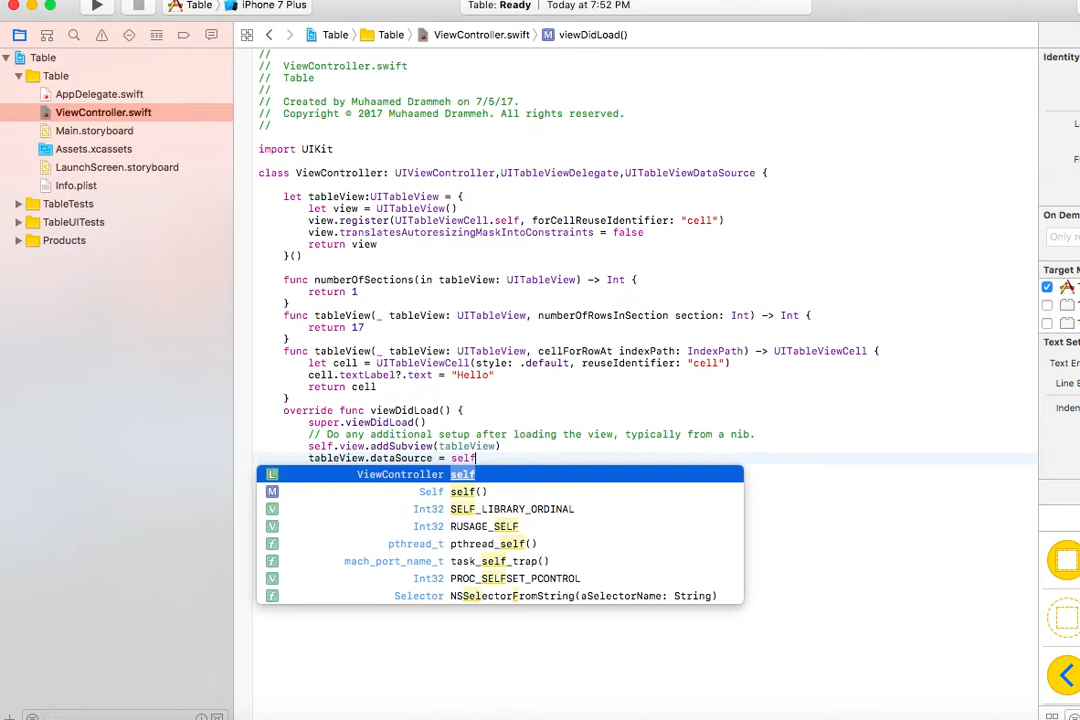 Table
iPhone 7 Plus
Table: Ready
Today at 7:52 PM
Table
Table
ViewController.swift
viewDidLoad()
Table
Table
AppDelegate.swift
ViewController.swift
Main.storyboard
Assets.xcassets
LaunchScreen.storyboard
Info.plist
TableTests
TableUITests
Products
//
//  ViewController.swift
//  Table
//
//  Created by Muhaamed Drammeh on 7/5/17.
//  Copyright © 2017 Muhaamed Drammeh. All rights reserved.
//
import UIKit
class ViewController: UIViewController,UITableViewDelegate,UITableViewDataSource {
let tableView:UITableView = {
let view = UITableView()
view.register(UITableViewCell.self, forCellReuseIdentifier: "cell")
view.translatesAutoresizingMaskIntoConstraints = false
return view
}()
func numberOfSections(in tableView: UITableView) -> Int {
return 1
}
func tableView(_ tableView: UITableView, numberOfRowsInSection section: Int) -> Int {
return 17
}
func tableView(_ tableView: UITableView, cellForRowAt indexPath: IndexPath) -> UITableViewCell {
let cell = UITableViewCell(style: .default, reuseIdentifier: "cell")
cell.textLabel?.text = "Hello"
return cell
}
override func viewDidLoad() {
super.viewDidLoad()
// Do any additional setup after loading the view, typically from a nib.
self.view.addSubview(tableView)
tableView.dataSource = self
L ViewController self
M Self self()
V Int32 SELF_LIBRARY_ORDINAL
V Int32 RUSAGE_SELF
f pthread_t pthread_self()
f mach_port_name_t task_self_trap()
V Int32 PROC_SELFSET_PCONTROL
f Selector NSSelectorFromString(aSelectorName: String)
Identity
On Dem
Only re
Target M
Text Set
Text En
Line E
Inden